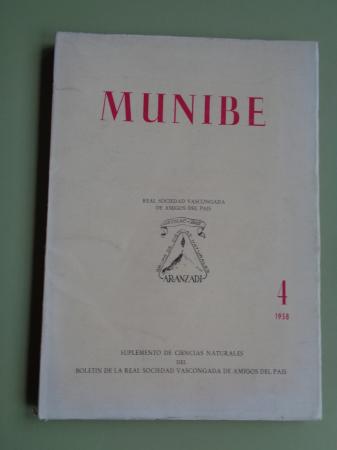 MUNIBE
REAL SOCIEDAD VASCONGADA
DE AMIGOS DEL PAIS
ARANZADI
4
1958
SUPLEMENTO DE CIENCIAS NATURALES
DEL
BOLETIN DE LA REAL SOCIEDAD VASCONGADA DE AMIGOS DEL PAIS